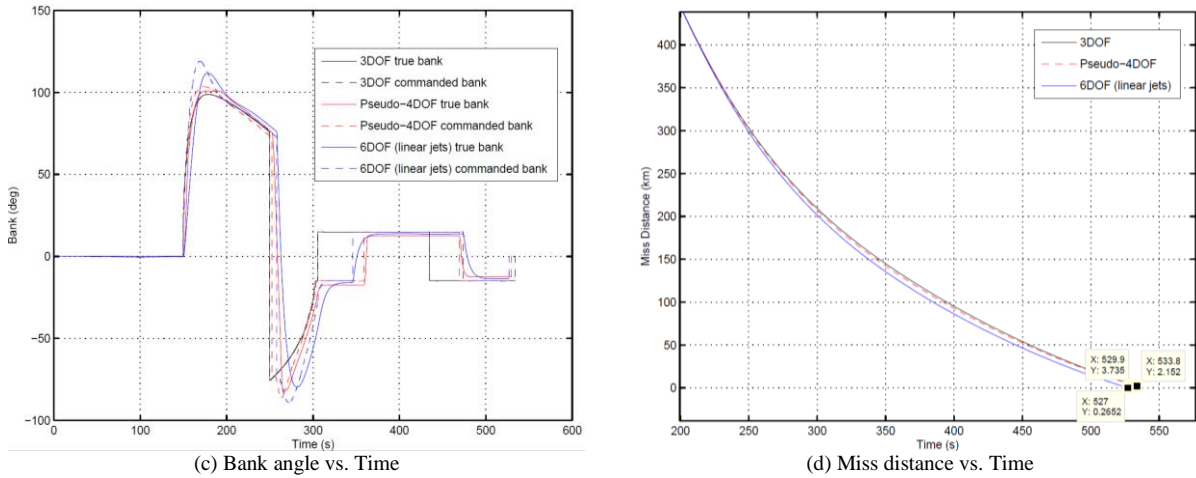 150
100
50
0
−50
−100
Bank (deg)
3DOF true bank
3DOF commanded bank
Pseudo−4DOF true bank
Pseudo−4DOF commanded bank
6DOF (linear jets) true bank
6DOF (linear jets) commanded bank
0 100 200 300 400 500 600
Time (s)
(c) Bank angle vs. Time
400
350
300
250
200
150
100
50
0
Miss Distance (km)
3DOF
Pseudo−4DOF
6DOF (linear jets)
X: 529.9
Y: 3.735
X: 533.8
Y: 2.152
X: 527
Y: 0.2652
200 250 300 350 400 450 500 550
Time (s)
(d) Miss distance vs. Time